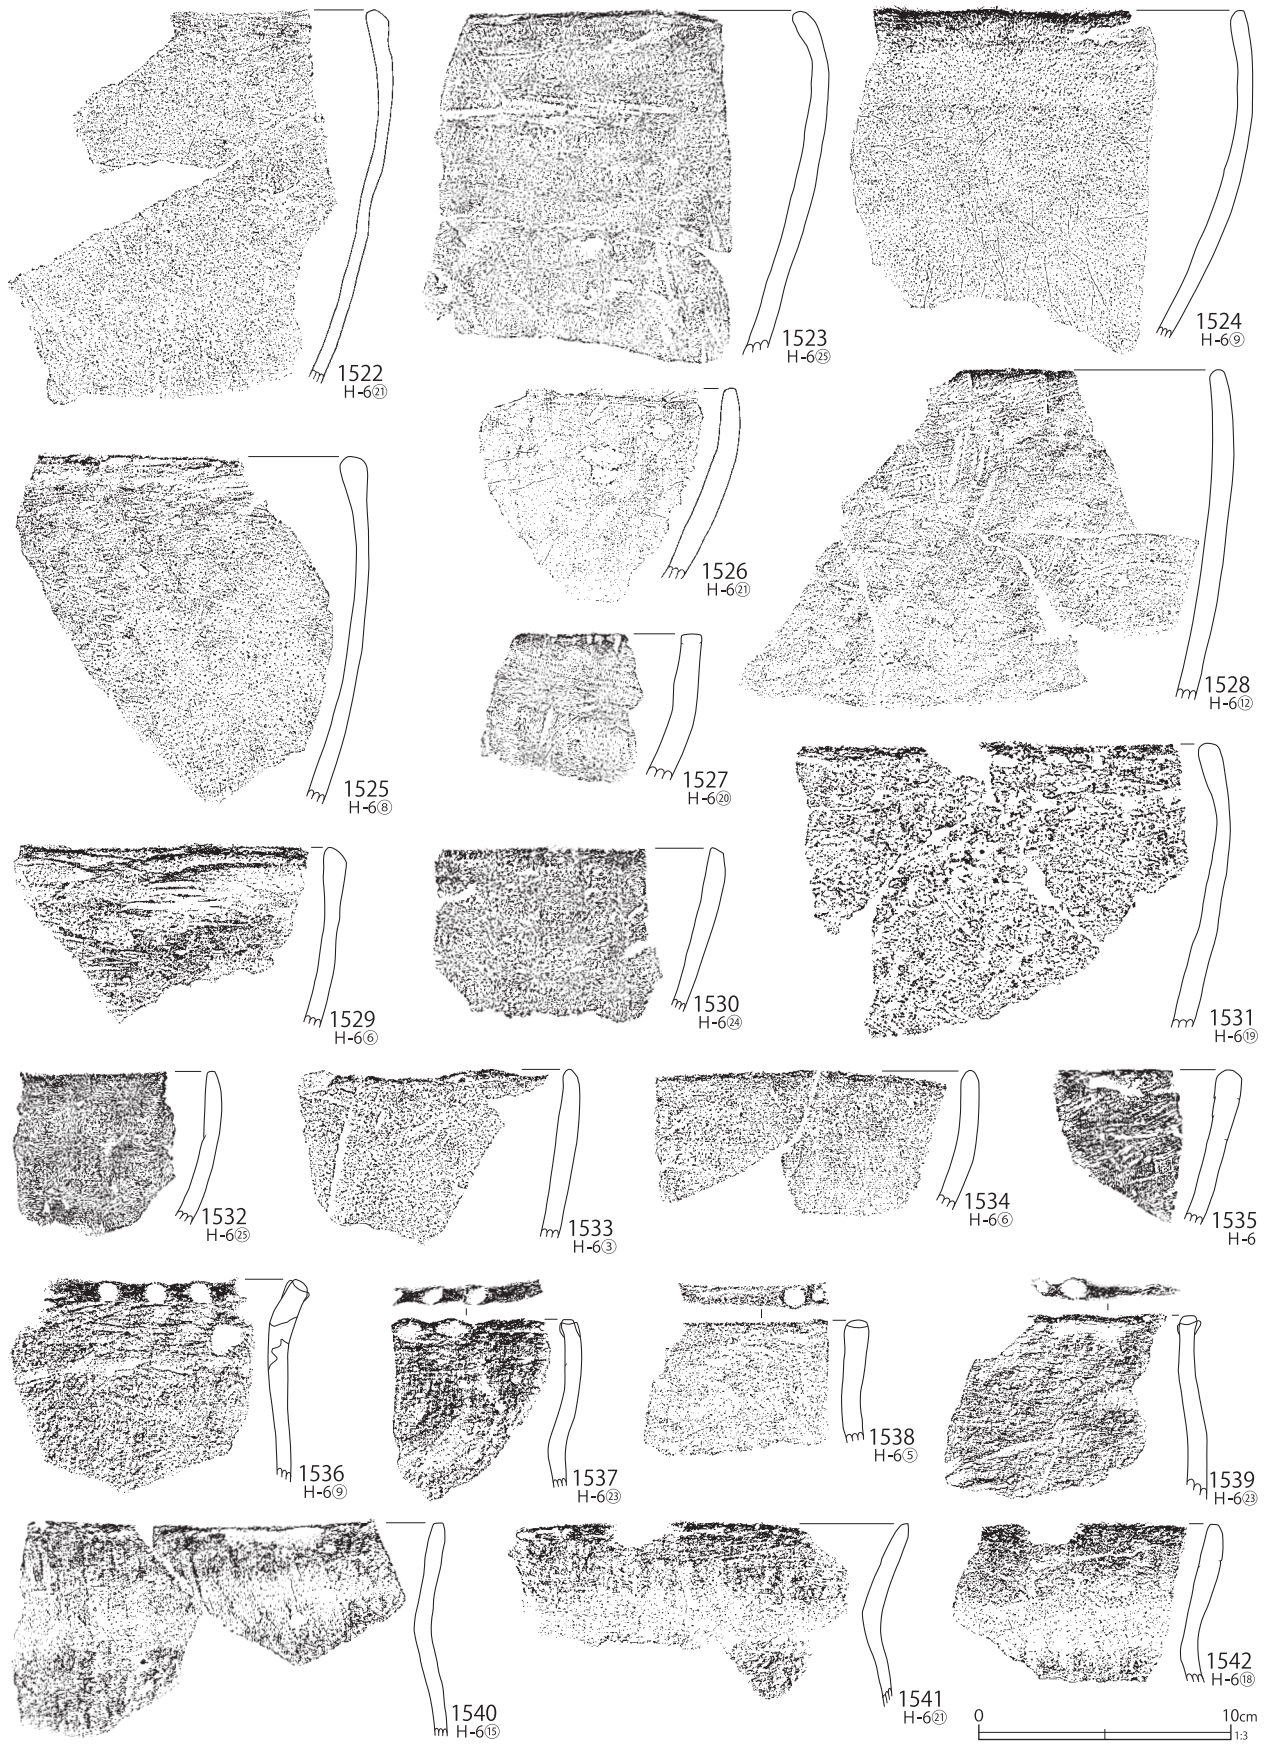 1522
H-6㉑
1523
H-6㉕
1524
H-6⑨
1525
H-6⑧
1526
H-6㉑
1527
H-6⑳
1528
H-6⑫
1529
H-6⑥
1530
H-6㉔
1531
H-6⑲
1532
H-6㉕
1533
H-6③
1534
H-6⑥
1535
H-6
1536
H-6⑨
1537
H-6㉓
1538
H-6⑤
1539
H-6㉓
1540
H-6⑮
1541
H-6㉑
1542
H-6⑱
0 10cm
1:3